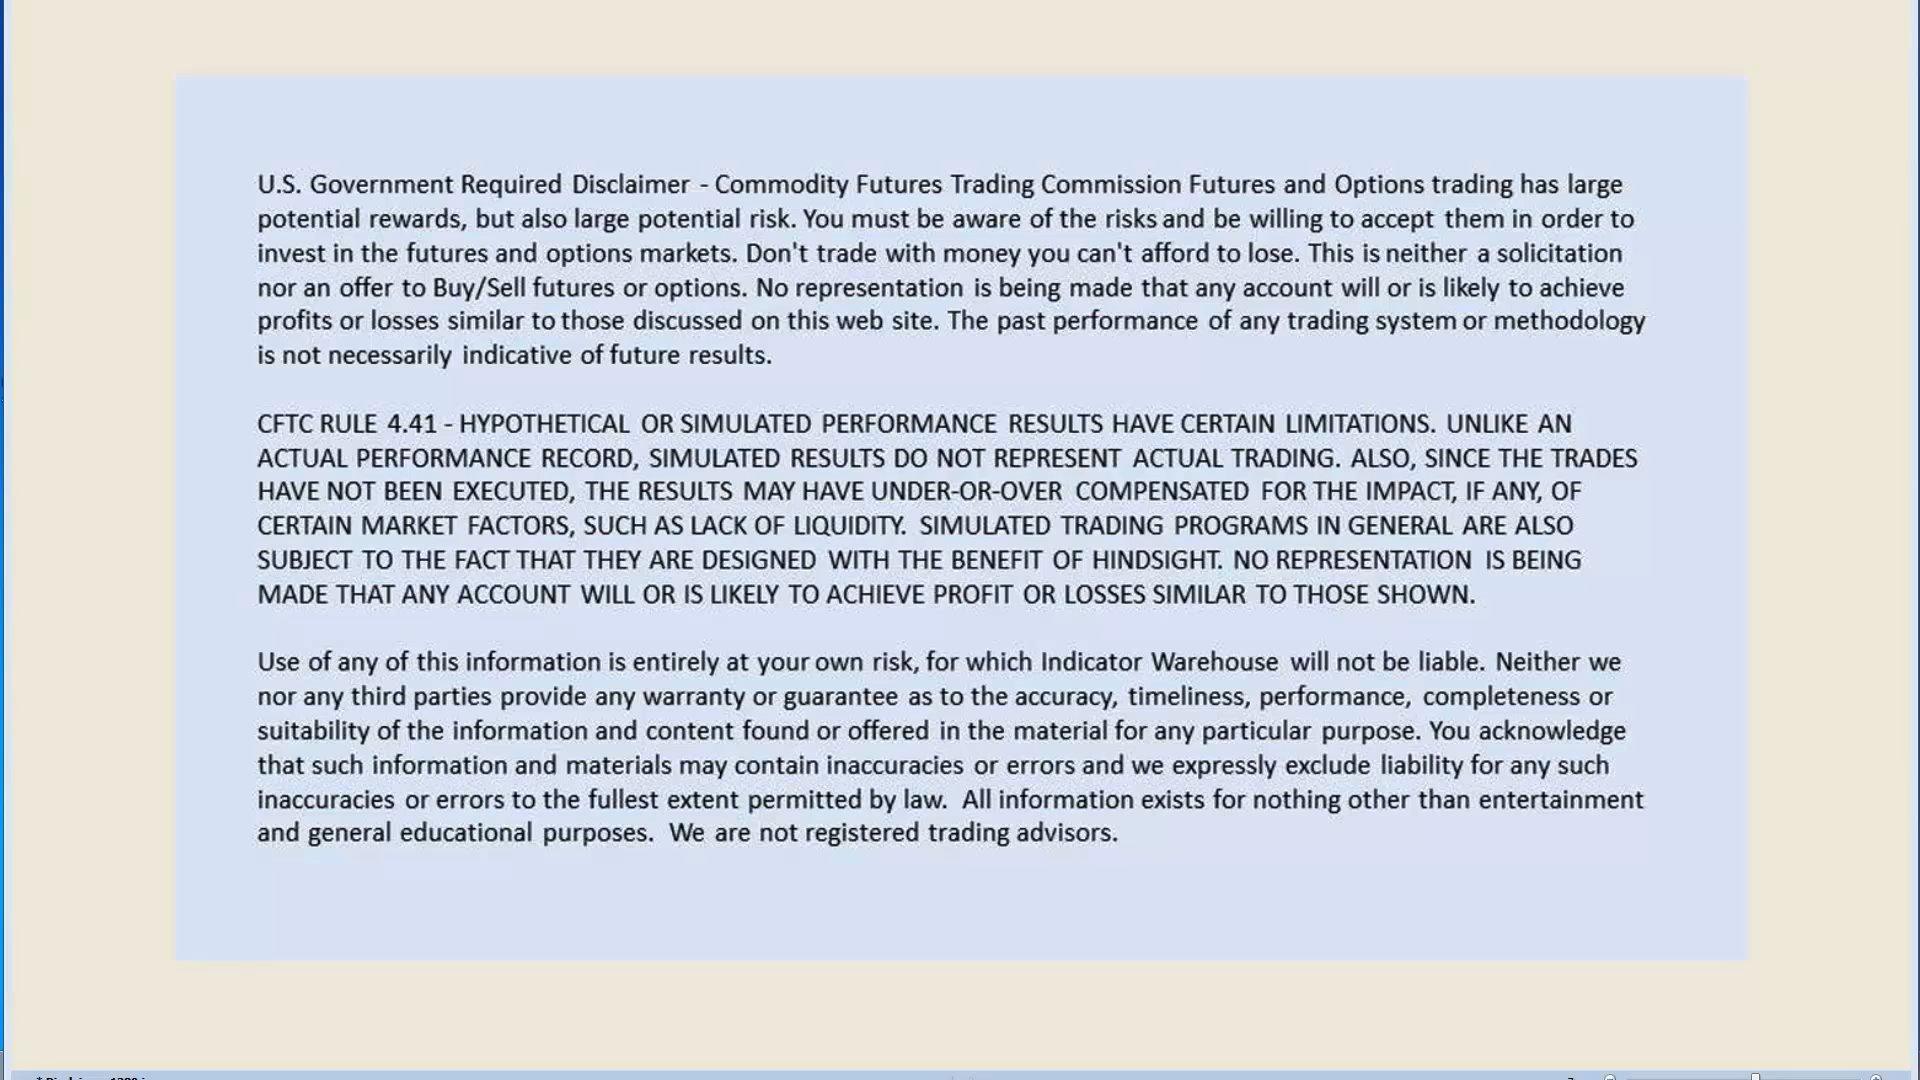 U.S. Government Required Disclaimer - Commodity Futures Trading Commission Futures and Options trading has large
potential rewards, but also large potential risk. You must be aware of the risks and be willing to accept them in order to
invest in the futures and options markets. Don't trade with money you can't afford to lose. This is neither a solicitation
nor an offer to Buy/Sell futures or options. No representation is being made that any account will or is likely to achieve
profits or losses similar to those discussed on this web site. The past performance of any trading system or methodology
is not necessarily indicative of future results.
CFTC RULE 4.41 - HYPOTHETICAL OR SIMULATED PERFORMANCE RESULTS HAVE CERTAIN LIMITATIONS. UNLIKE AN
ACTUAL PERFORMANCE RECORD, SIMULATED RESULTS DO NOT REPRESENT ACTUAL TRADING. ALSO, SINCE THE TRADES
HAVE NOT BEEN EXECUTED, THE RESULTS MAY HAVE UNDER-OR-OVER COMPENSATED FOR THE IMPACT, IF ANY, OF
CERTAIN MARKET FACTORS, SUCH AS LACK OF LIQUIDITY. SIMULATED TRADING PROGRAMS IN GENERAL ARE ALSO
SUBJECT TO THE FACT THAT THEY ARE DESIGNED WITH THE BENEFIT OF HINDSIGHT. NO REPRESENTATION IS BEING
MADE THAT ANY ACCOUNT WILL OR IS LIKELY TO ACHIEVE PROFIT OR LOSSES SIMILAR TO THOSE SHOWN.
Use of any of this information is entirely at your own risk, for which Indicator Warehouse will not be liable. Neither we
nor any third parties provide any warranty or guarantee as to the accuracy, timeliness, performance, completeness or
suitability of the information and content found or offered in the material for any particular purpose. You acknowledge
that such information and materials may contain inaccuracies or errors and we expressly exclude liability for any such
inaccuracies or errors to the fullest extent permitted by law. All information exists for nothing other than entertainment
and general educational purposes. We are not registered trading advisors.